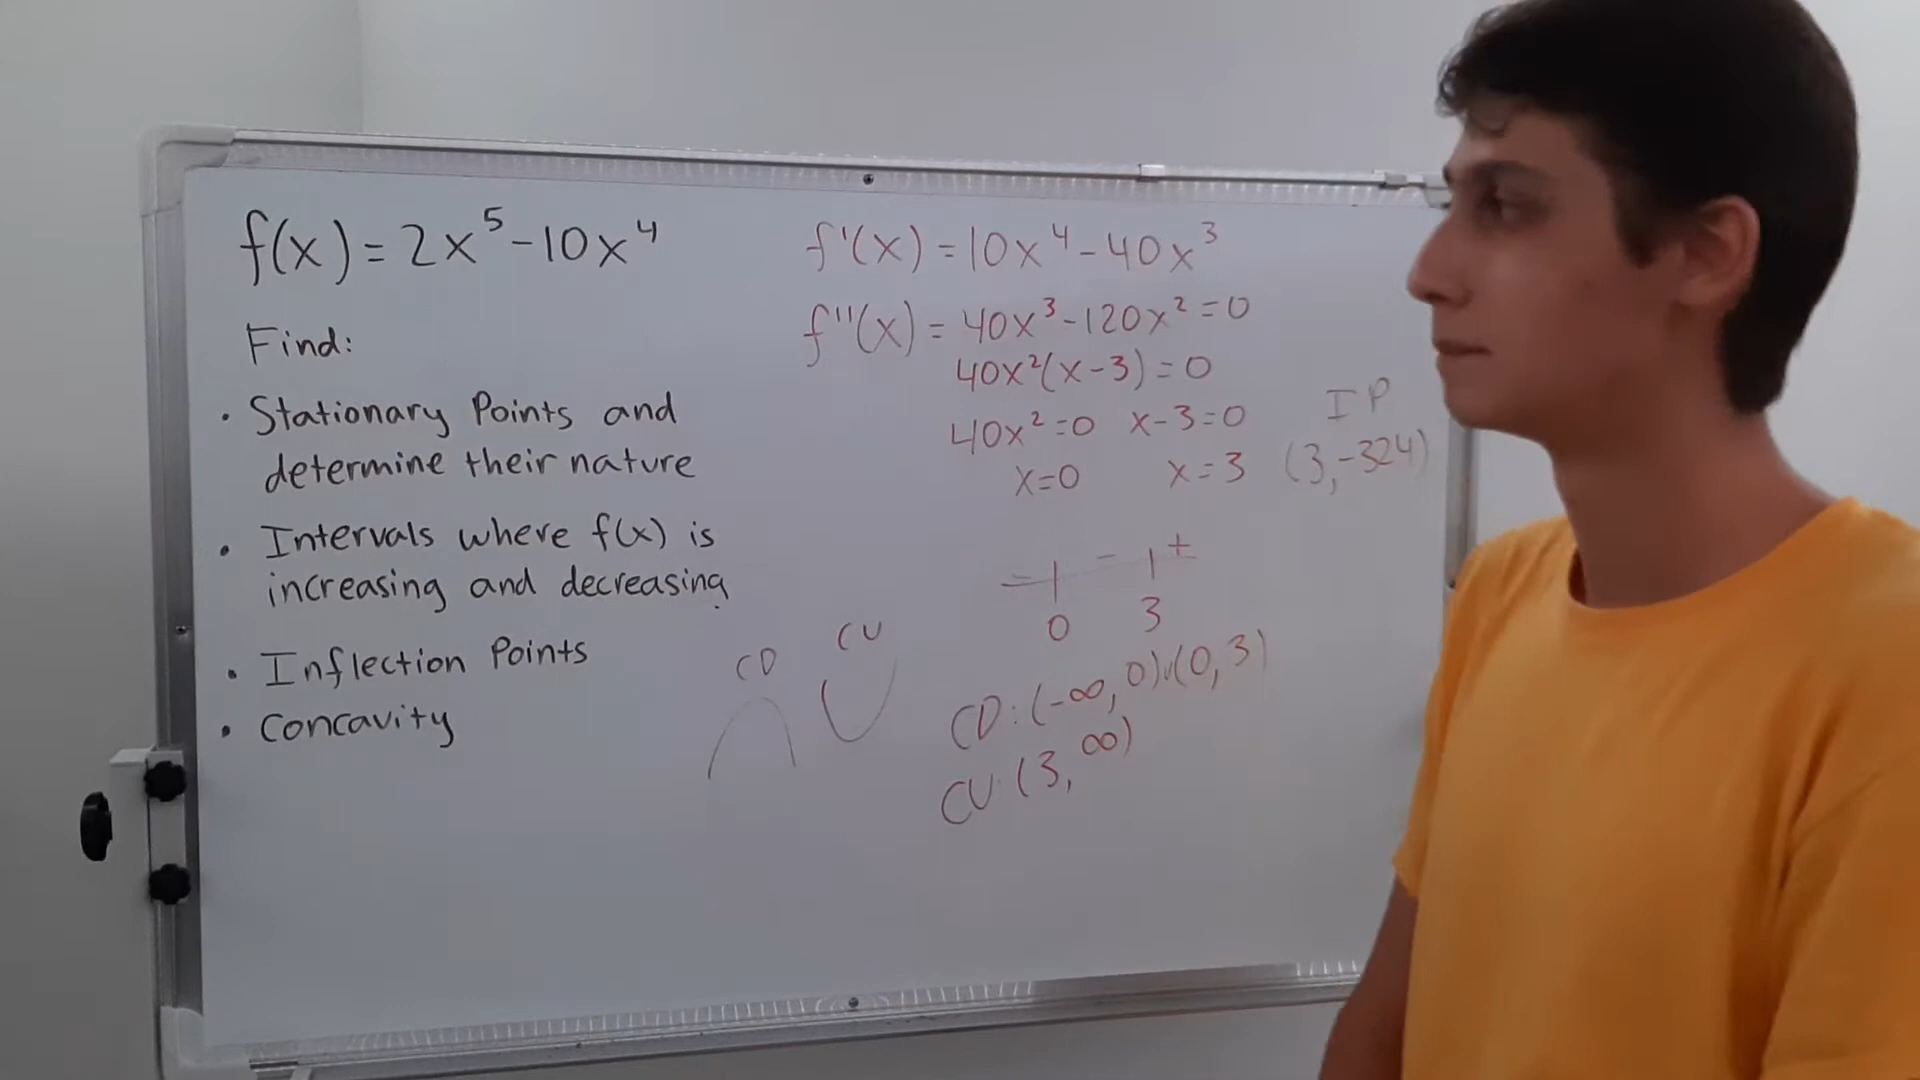 f(x)=2x⁵-10x⁴
Find:
• Stationary Points and
determine their nature
• Intervals where f(x) is
increasing and decreasing.
• Inflection Points
• Concavity
f'(x)=10x⁴-40x³
f''(x)=40x³-120x²=0
40x²(x-3)=0
40x²=0 x-3=0
x=0 x=3
IP
(3,-324)
- - +
0 3
CD CU
CD:(-∞,0)∪(0,3)
CU:(3,∞)